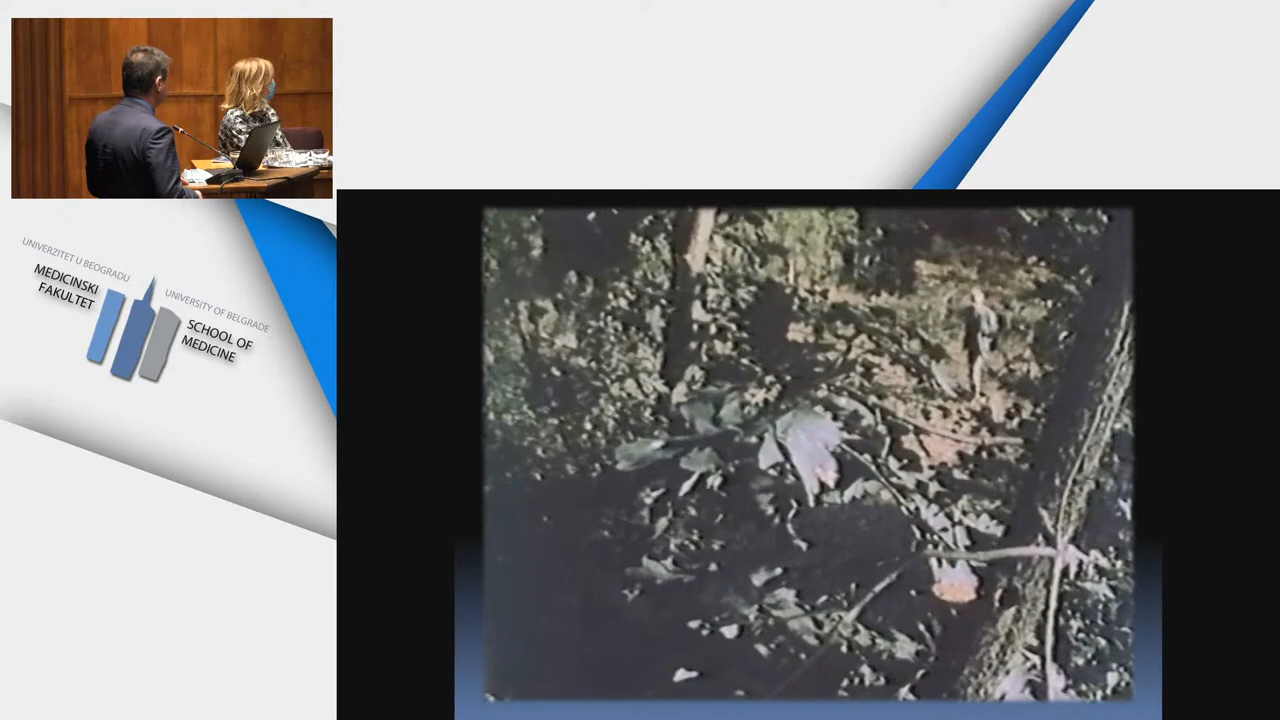 UNIVERZITET U BEOGRADU
MEDICINSKI
FAKULTET
UNIVERSITY OF BELGRADE
SCHOOL OF
MEDICINE